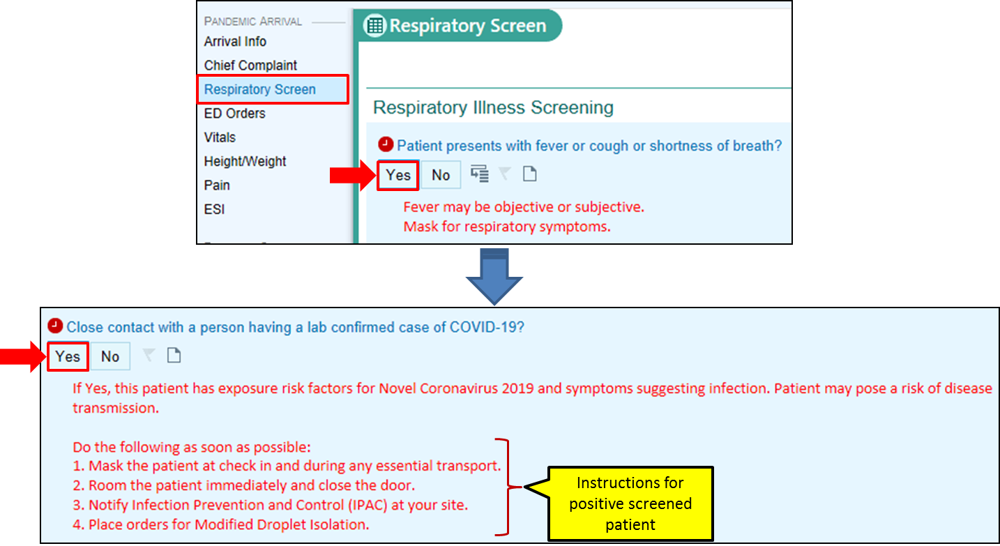 PANDEMIC ARRIVAL
Arrival Info
Chief Complaint
Respiratory Screen
ED Orders
Vitals
Height/Weight
Pain
ESI
Respiratory Screen
Respiratory Illness Screening
Patient presents with fever or cough or shortness of breath?
Yes No
Fever may be objective or subjective.
Mask for respiratory symptoms.
Close contact with a person having a lab confirmed case of COVID-19?
Yes No
If Yes, this patient has exposure risk factors for Novel Coronavirus 2019 and symptoms suggesting infection. Patient may pose a risk of disease
transmission.
Do the following as soon as possible:
1. Mask the patient at check in and during any essential transport.
2. Room the patient immediately and close the door.
3. Notify Infection Prevention and Control (IPAC) at your site.
4. Place orders for Modified Droplet Isolation.
Instructions for
positive screened
patient